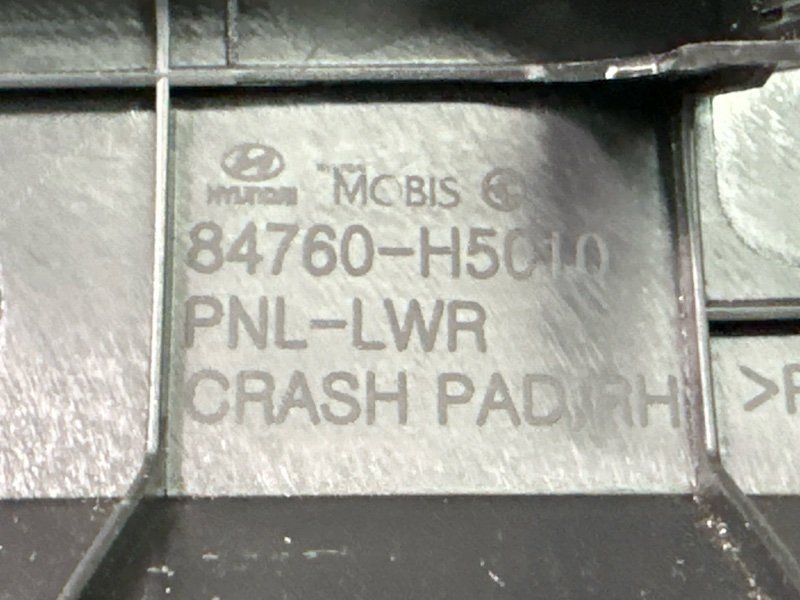 HYUNDAI MOBIS
84760-H5010
PNL-LWR
CRASH PAD,RH
>P